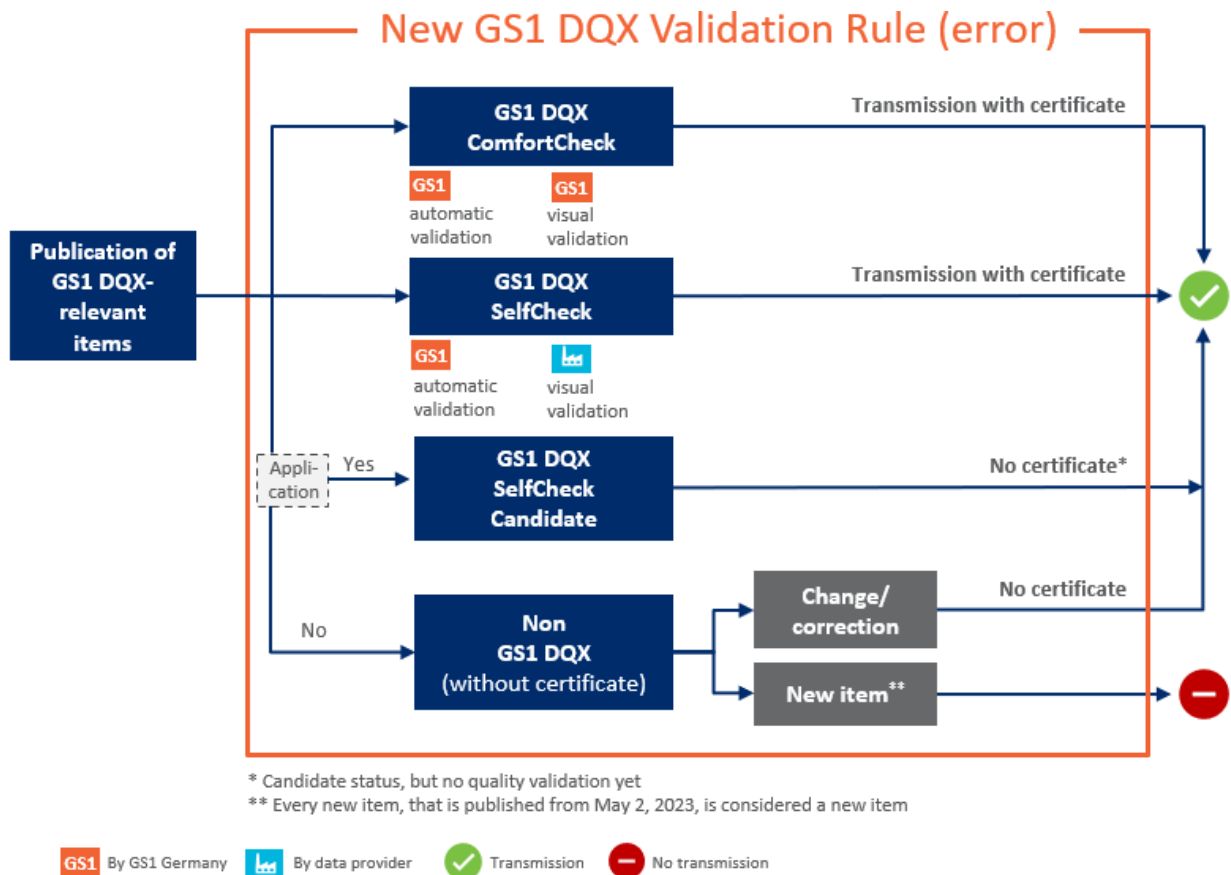 New GS1 DQX Validation Rule (error)
GS1 DQX
ComfortCheck
Transmission with certificate
GS1
automatic
validation
GS1
visual
validation
Publication of
GS1 DQX-
relevant
items
GS1 DQX
SelfCheck
Transmission with certificate
GS1
automatic
validation
visual
validation
Appli-
cation
Yes
GS1 DQX
SelfCheck
Candidate
No certificate*
No
Non
GS1 DQX
(without certificate)
Change/
correction
No certificate
New item**
* Candidate status, but no quality validation yet
** Every new item, that is published from May 2, 2023, is considered a new item
GS1 By GS1 Germany
By data provider
Transmission
No transmission